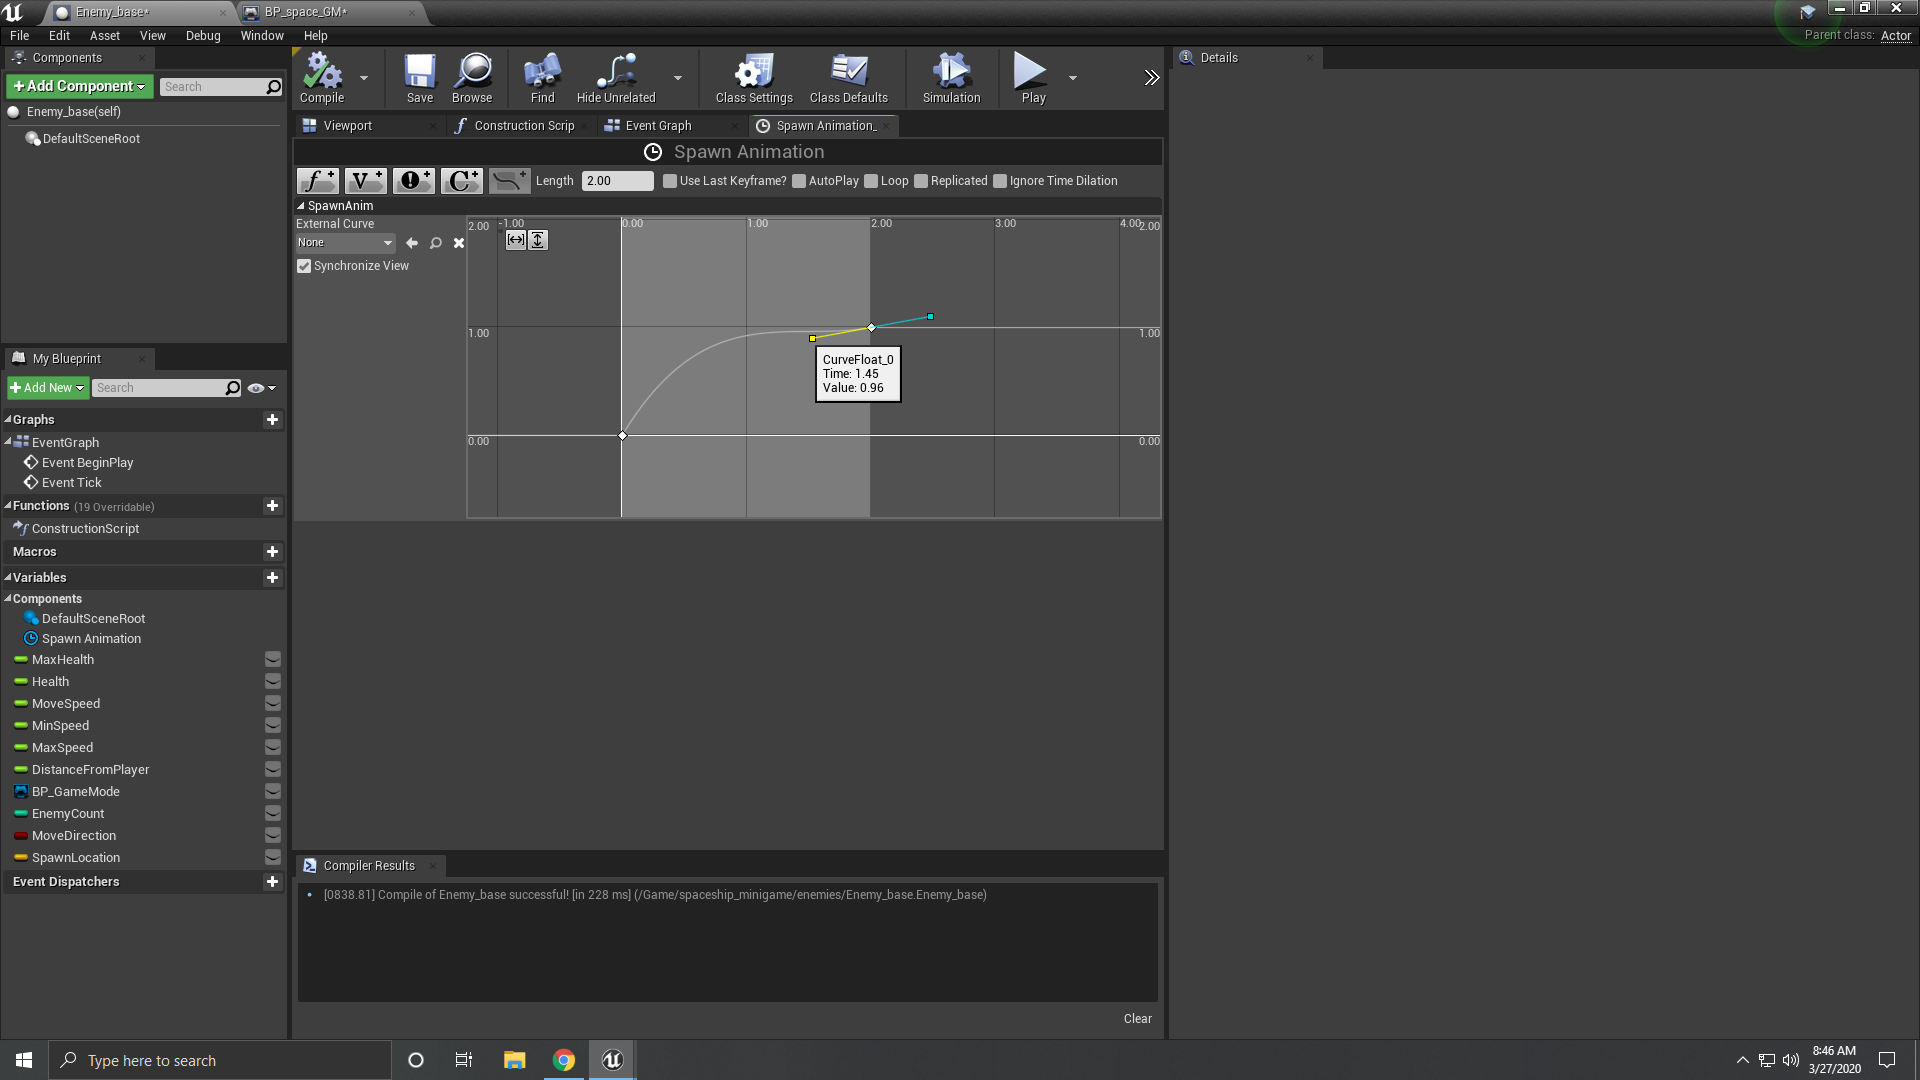 Enemy_base*
BP_space_GM*
File Edit Asset View Debug Window Help
Parent class: Actor
Components
Add Component
Search
Enemy_base(self)
DefaultSceneRoot
Compile
Save
Browse
Find
Hide Unrelated
Class Settings
Class Defaults
Simulation
Play
Details
Viewport
Construction Scrip
Event Graph
Spawn Animation_
Spawn Animation
Length 2.00 Use Last Keyframe? AutoPlay Loop Replicated Ignore Time Dilation
SpawnAnim
External Curve
None
Synchronize View
2.00 -1.00 0.00 1.00 2.00 3.00 4.00 2.00
1.00 1.00
CurveFloat_0
Time: 1.45
Value: 0.96
0.00 0.00
My Blueprint
Add New
Search
Graphs
EventGraph
Event BeginPlay
Event Tick
Functions (19 Overridable)
ConstructionScript
Macros
Variables
Components
DefaultSceneRoot
Spawn Animation
MaxHealth
Health
MoveSpeed
MinSpeed
MaxSpeed
DistanceFromPlayer
BP_GameMode
EnemyCount
MoveDirection
SpawnLocation
Event Dispatchers
Compiler Results
[0838.81] Compile of Enemy_base successful! [in 228 ms] (/Game/spaceship_minigame/enemies/Enemy_base.Enemy_base)
Clear
Type here to search
8:46 AM
3/27/2020